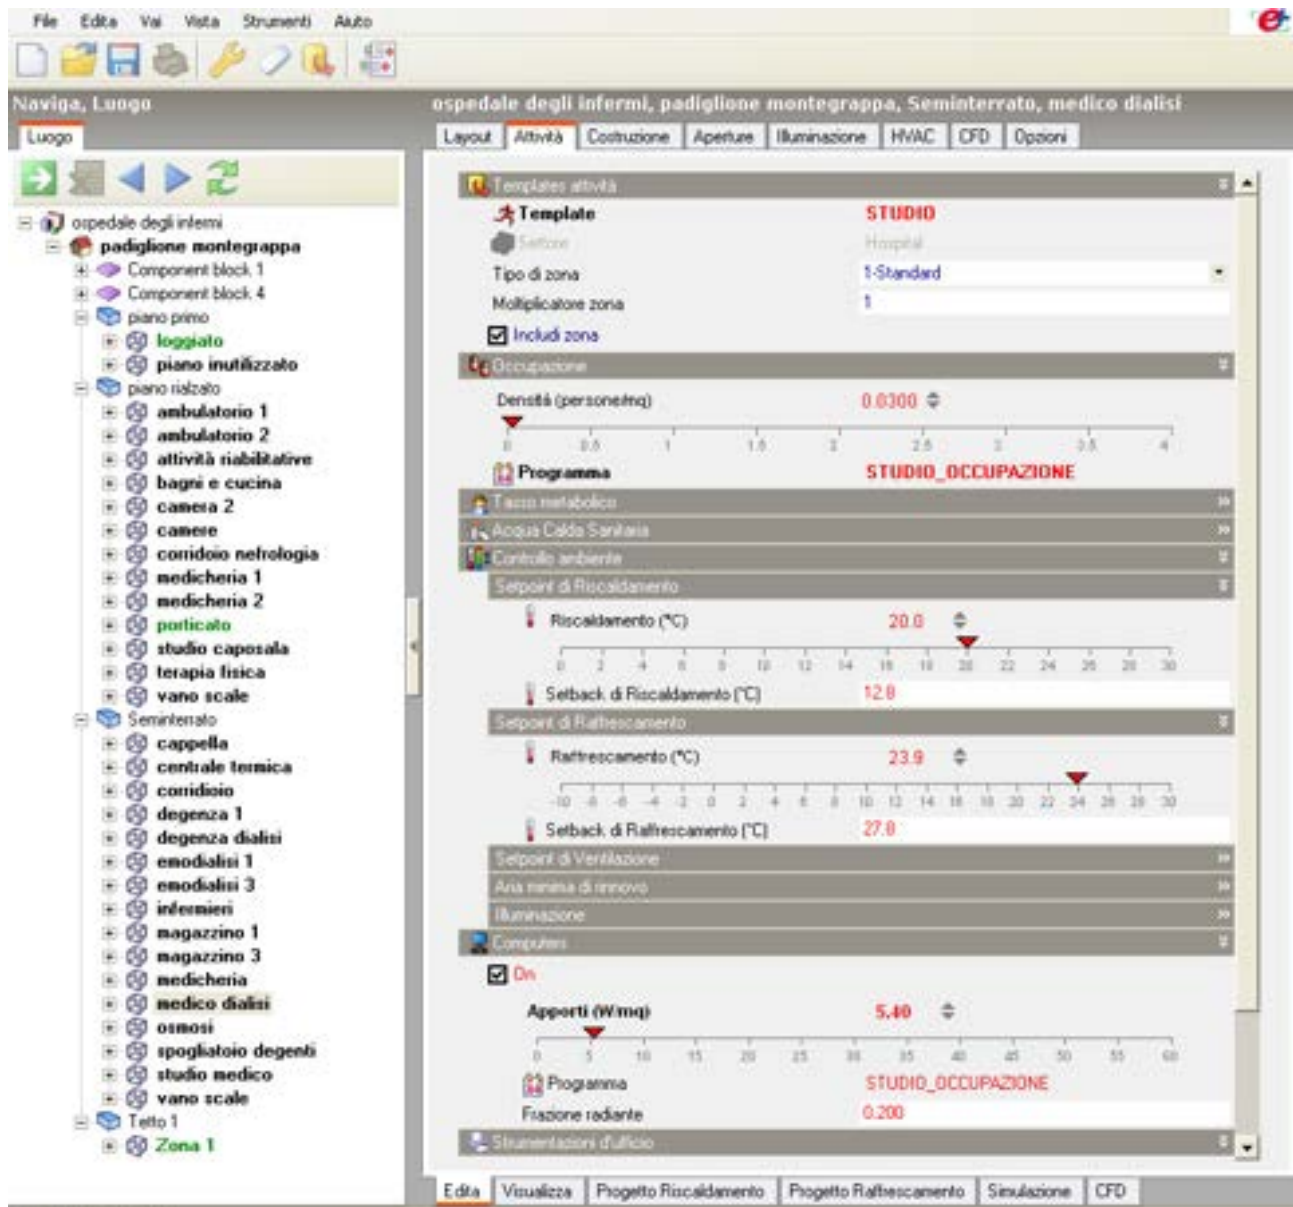 File Edita Vai Vista Strumenti Aiuto
Naviga, Luogo
Luogo
ospedale degli infermi
padiglione montegrappa
Component block 1
Component block 4
piano primo
loggiato
piano inutilizzato
piano rialzato
ambulatorio 1
ambulatorio 2
attività riabilitative
bagni e cucina
camera 2
camere
corridoio nefrologia
medicheria 1
medicheria 2
porticato
studio caposala
terapia fisica
vano scale
Seminterrato
cappella
centrale termica
corridoio
degenza 1
degenza dialisi
emodialisi 1
emodialisi 3
infermieri
magazzino 1
magazzino 3
medicheria
medico dialisi
osmosi
spogliatoio degenti
studio medico
vano scale
Tetto 1
Zona 1
ospedale degli infermi, padiglione montegrappa, Seminterrato, medico dialisi
Layout Attività Costruzione Aperture Illuminazione HVAC CFD Opzioni
Templates attività
Template STUDIO
Settore Hospital
Tipo di zona 1-Standard
Moltiplicatore zona 1
Includi zona
Occupazione
Densità (persone/mq) 0.0300
0 0.5 1 1.5 2 2.5 3 3.5 4
Programma STUDIO_OCCUPAZIONE
Tasso metabolico
Acqua Calda Sanitaria
Controllo ambiente
Setpoint di Riscaldamento
Riscaldamento (°C) 20.0
0 2 4 6 8 10 12 14 16 18 20 22 24 26 28 30
Setback di Riscaldamento (°C) 12.8
Setpoint di Raffrescamento
Raffrescamento (°C) 23.9
-10 -8 -6 -4 -2 0 2 4 6 8 10 12 14 16 18 20 22 24 26 28 30
Setback di Raffrescamento (°C) 27.8
Setpoint di Ventilazione
Aria minima di rinnovo
Illuminazione
Computers
On
Apporti (W/mq) 5.40
0 5 10 15 20 25 30 35 40 45 50 55 60
Programma STUDIO_OCCUPAZIONE
Frazione radiante 0.200
Strumentazioni d'ufficio
Edita Visualizza Progetto Riscaldamento Progetto Raffrescamento Simulazione CFD